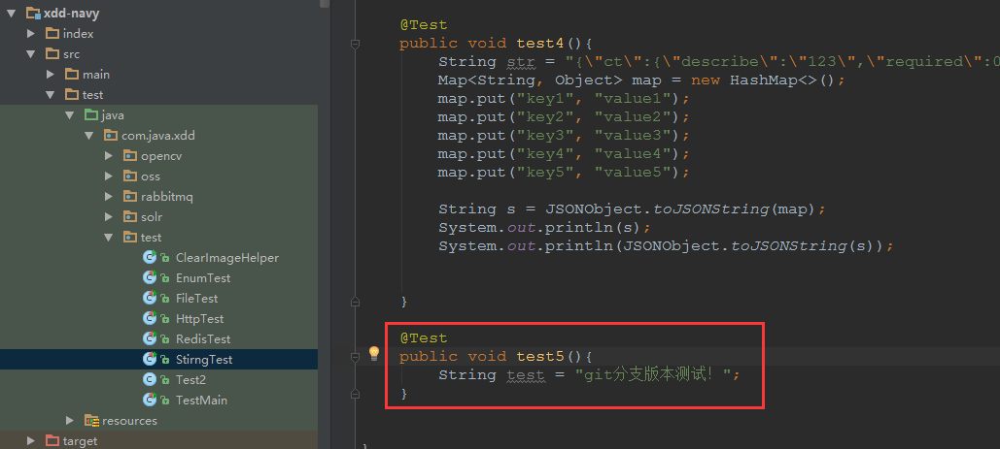 xdd-navy
index
src
main
test
java
com.java.xdd
opencv
oss
rabbitmq
solr
test
ClearImageHelper
EnumTest
FileTest
HttpTest
RedisTest
StirngTest
Test2
TestMain
resources
target
@Test
public void test4(){
String str = "{\"ct\":{\"describe\":\"123\",\"required\":0
Map<String, Object> map = new HashMap<>();
map.put("key1", "value1");
map.put("key2", "value2");
map.put("key3", "value3");
map.put("key4", "value4");
map.put("key5", "value5");
String s = JSONObject.toJSONString(map);
System.out.println(s);
System.out.println(JSONObject.toJSONString(s));
}
@Test
public void test5(){
String test = "git分支版本测试！";
}
}